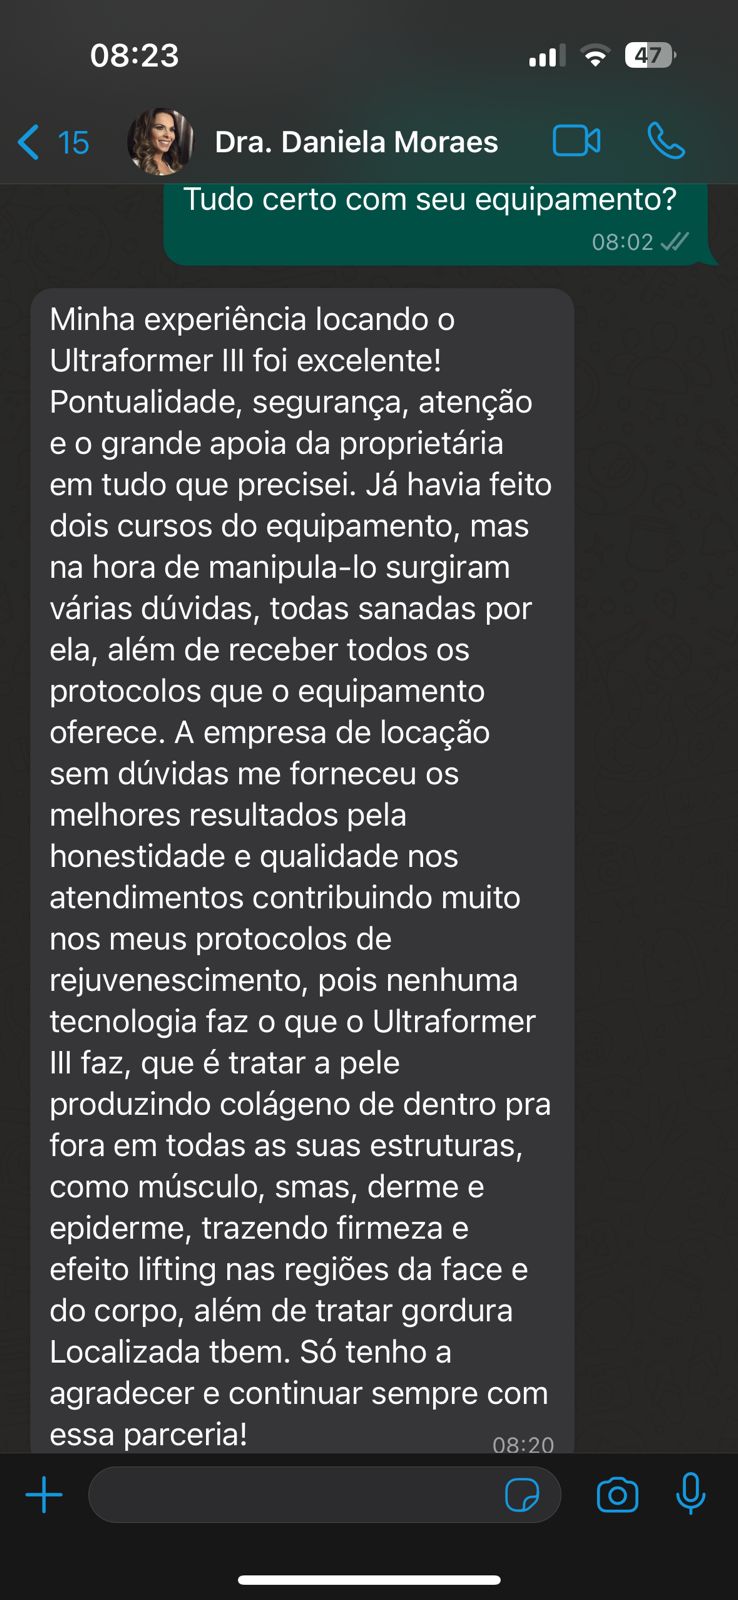 08:23
47
15
Dra. Daniela Moraes
Tudo certo com seu equipamento?
08:02
Minha experiência locando o
Ultraformer III foi excelente!
Pontualidade, segurança, atenção
e o grande apoia da proprietária
em tudo que precisei. Já havia feito
dois cursos do equipamento, mas
na hora de manipula-lo surgiram
várias dúvidas, todas sanadas por
ela, além de receber todos os
protocolos que o equipamento
oferece. A empresa de locação
sem dúvidas me forneceu os
melhores resultados pela
honestidade e qualidade nos
atendimentos contribuindo muito
nos meus protocolos de
rejuvenescimento, pois nenhuma
tecnologia faz o que o Ultraformer
III faz, que é tratar a pele
produzindo colágeno de dentro pra
fora em todas as suas estruturas,
como músculo, smas, derme e
epiderme, trazendo firmeza e
efeito lifting nas regiões da face e
do corpo, além de tratar gordura
Localizada tbem. Só tenho a
agradecer e continuar sempre com
essa parceria!
08:20